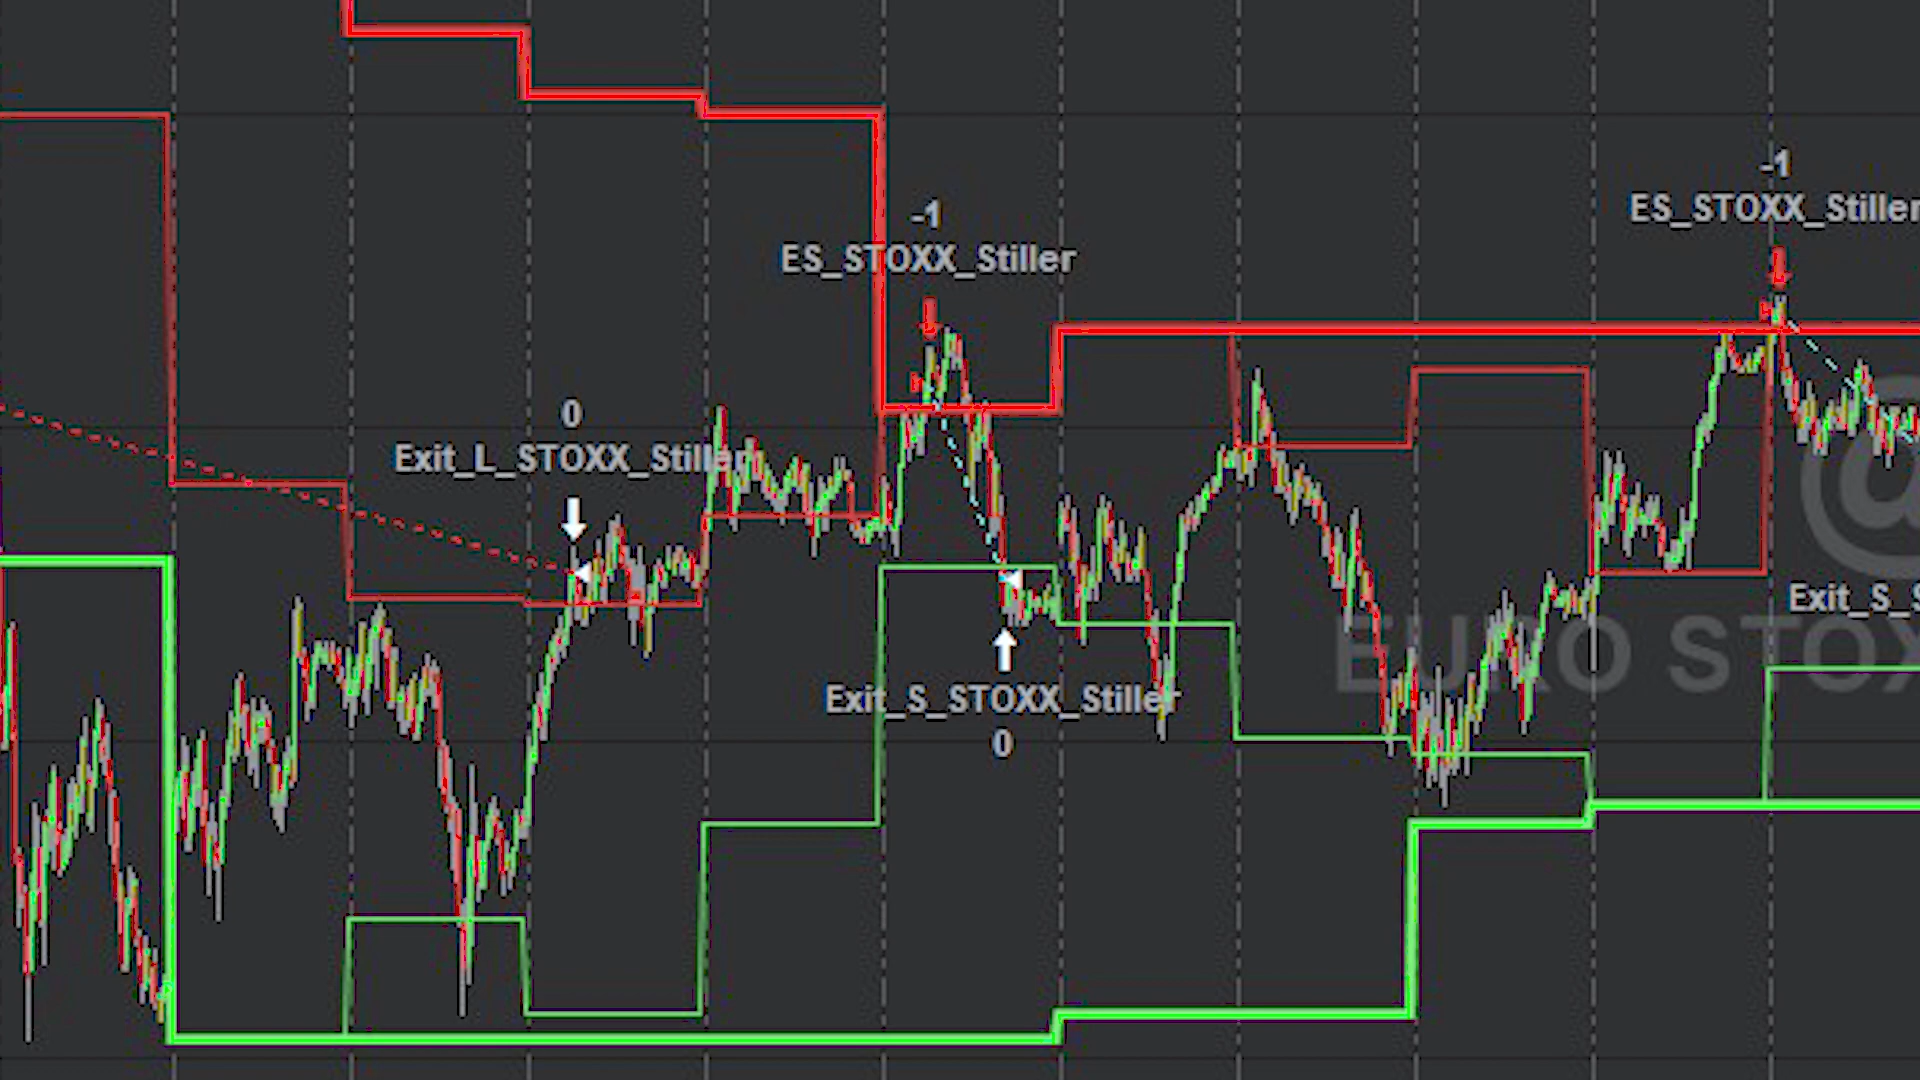 -1
ES_STOXX_Stiller
-1
ES_STOXX_Stiller
0
Exit_L_STOXX_Stiller
@
EURO STOX
Exit_S_S
Exit_S_STOXX_Stiller
0